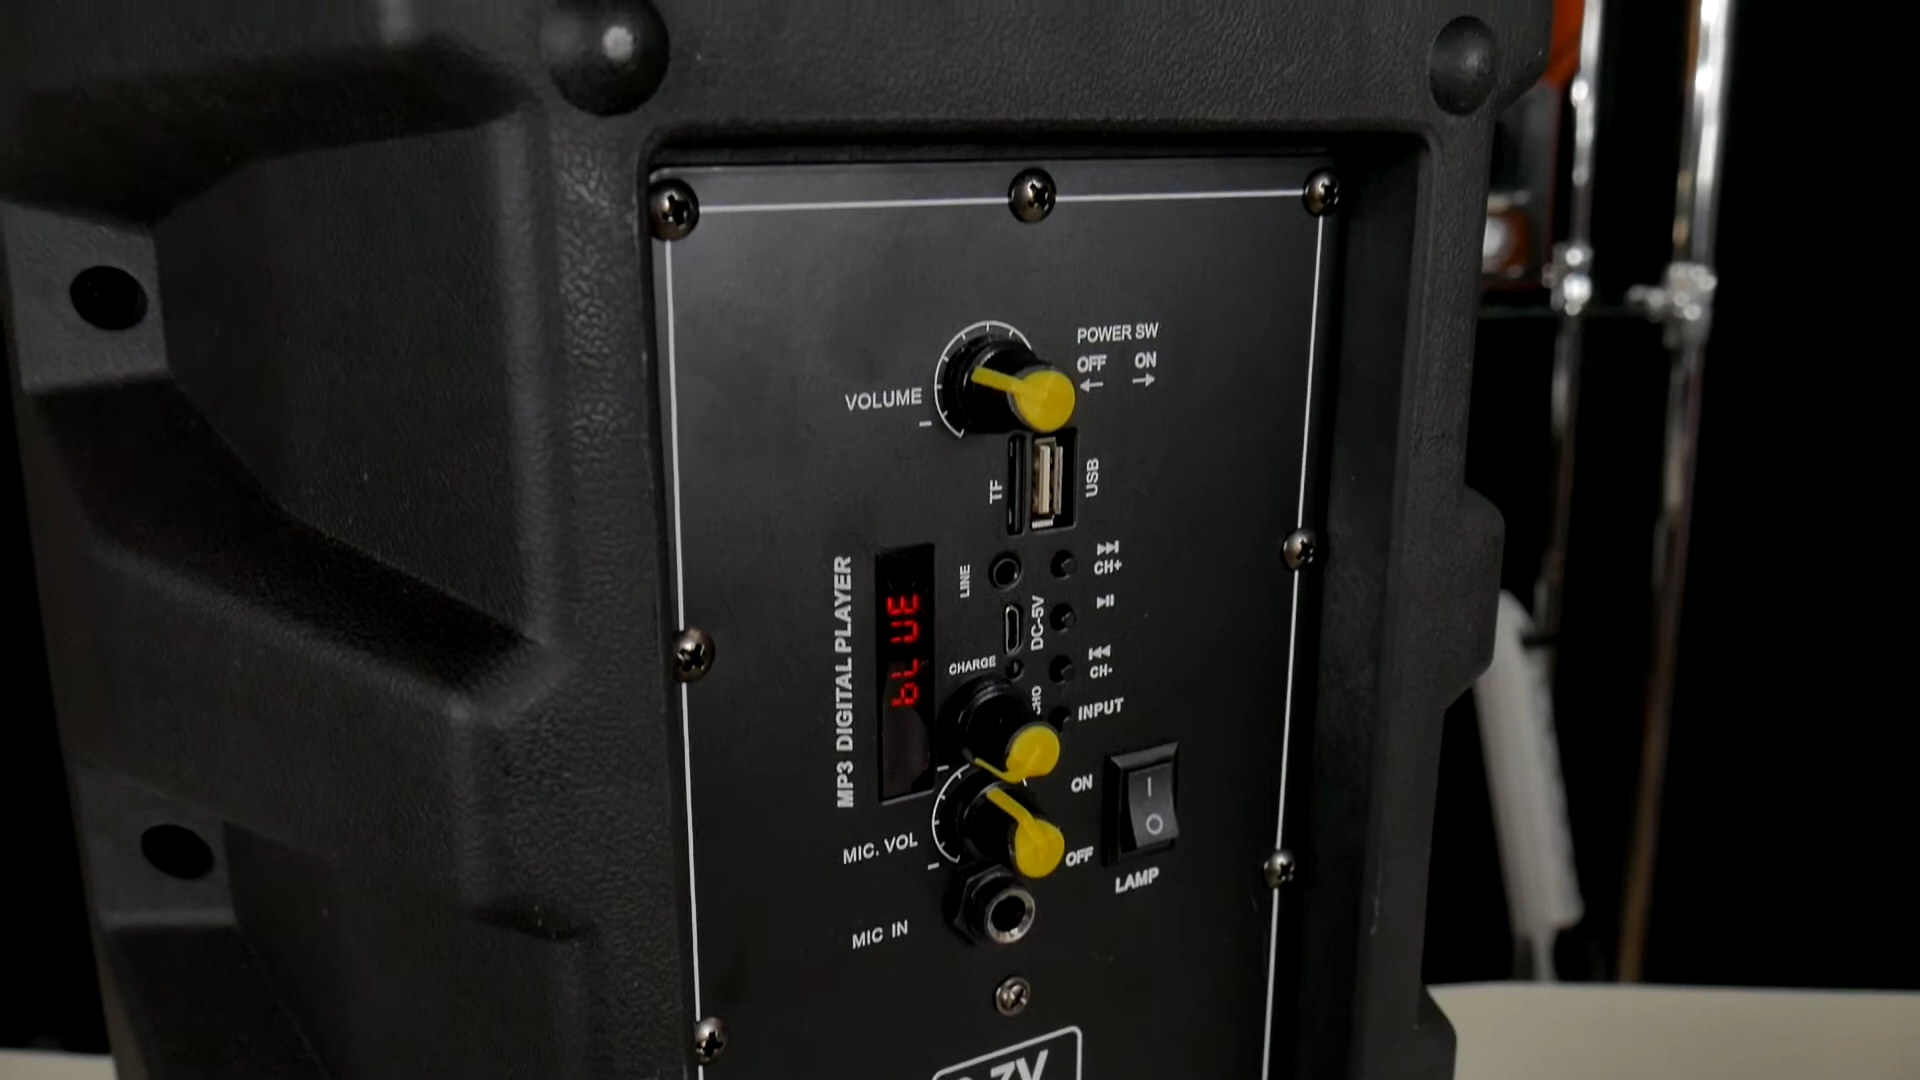 POWER SW
OFF ON
VOLUME
TF
USB
LINE
CH+
DC-5V
bLUE
MP3 DIGITAL PLAYER
CHARGE
CH-
INPUT
ON
MIC. VOL
OFF
LAMP
MIC IN